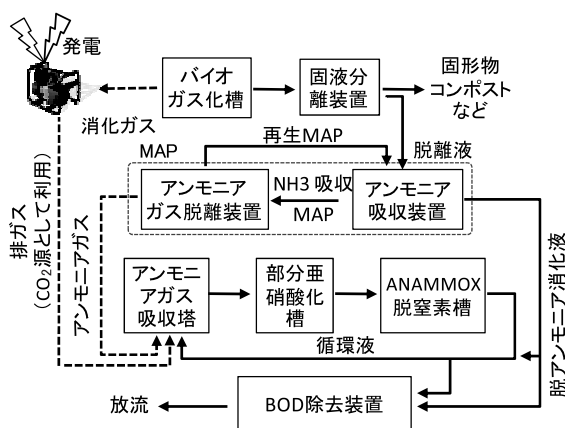 発電
バイオ
ガス化槽
固液分
離装置
固形物
コンポスト
など
消化ガス
再生MAP
MAP
脱離液
アンモニア
ガス脱離装置
NH3 吸収
MAP
アンモニア
吸収装置
排ガス
(CO₂源として利用)
アンモニアガス
アンモニ
アガス
吸収塔
部分亜
硝酸化
槽
ANAMMOX
脱窒素槽
循環液
脱アンモニア消化液
放流
BOD除去装置